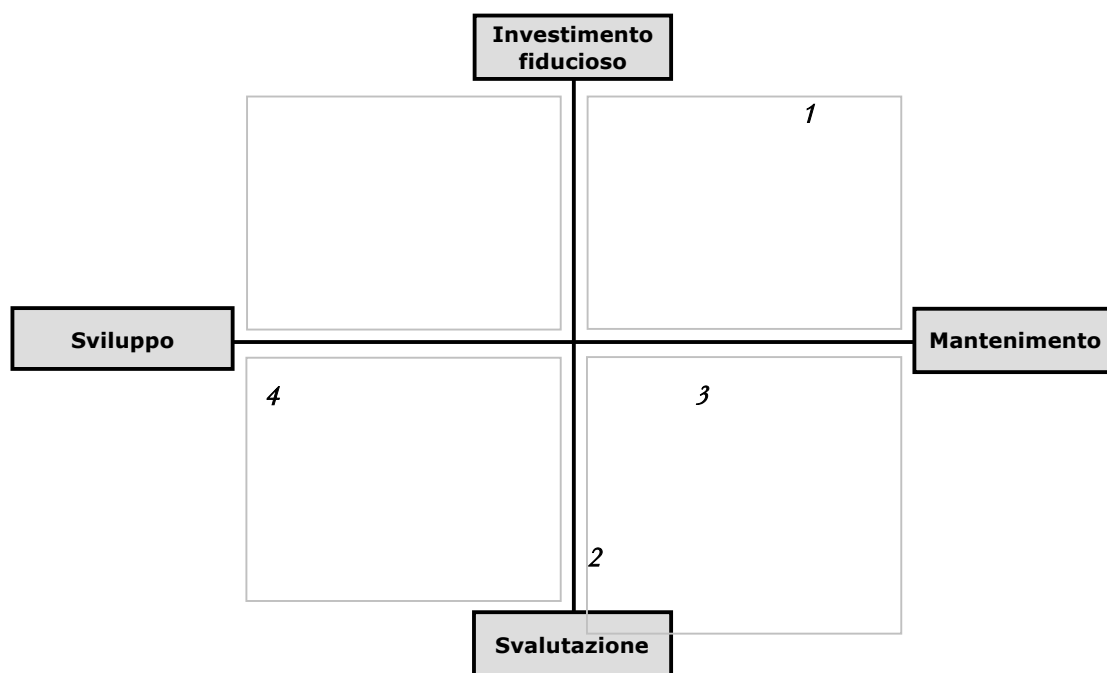 Investimento
fiducioso
1
Sviluppo
Mantenimento
4
3
2
Svalutazione